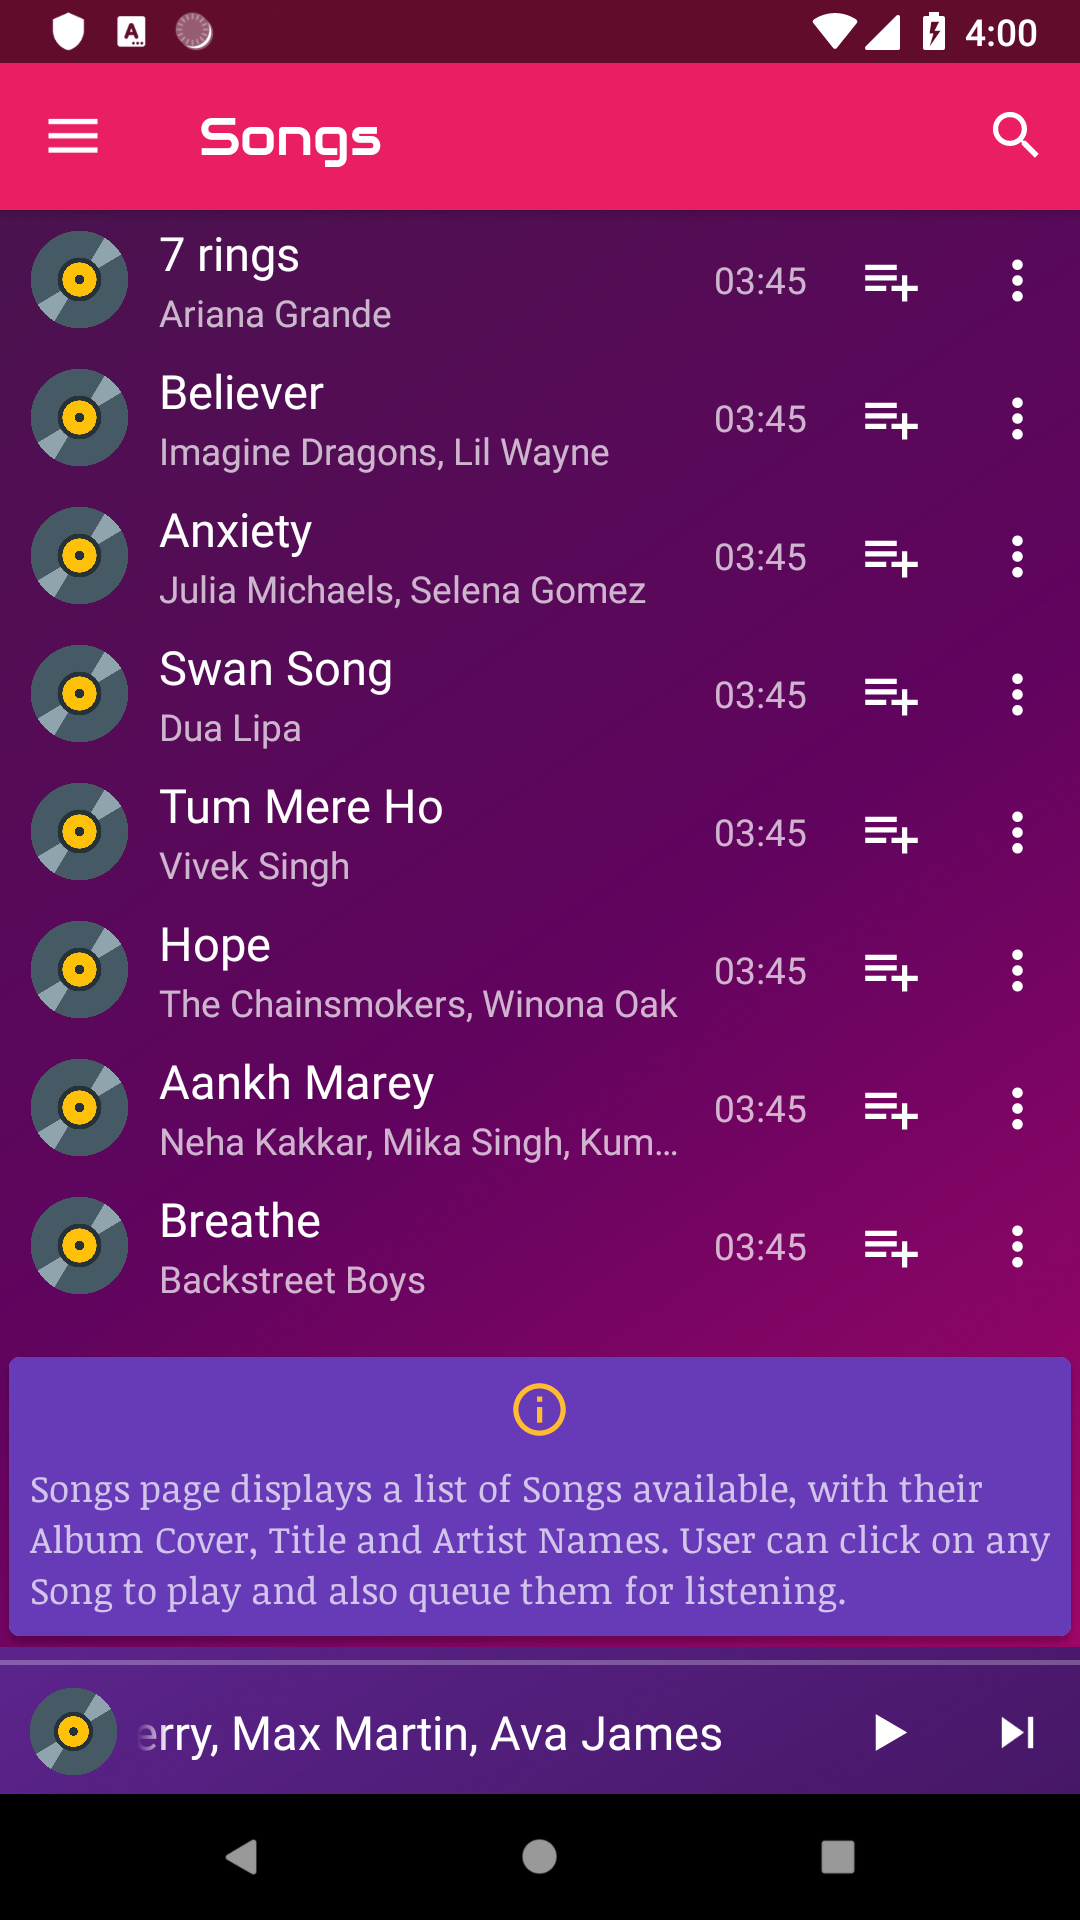 4:00
Songs
7 rings
Ariana Grande
03:45
Believer
Imagine Dragons, Lil Wayne
03:45
Anxiety
Julia Michaels, Selena Gomez
03:45
Swan Song
Dua Lipa
03:45
Tum Mere Ho
Vivek Singh
03:45
Hope
The Chainsmokers, Winona Oak
03:45
Aankh Marey
Neha Kakkar, Mika Singh, Kum...
03:45
Breathe
Backstreet Boys
03:45
Songs page displays a list of Songs available, with their
Album Cover, Title and Artist Names. User can click on any
Song to play and also queue them for listening.
erry, Max Martin, Ava James